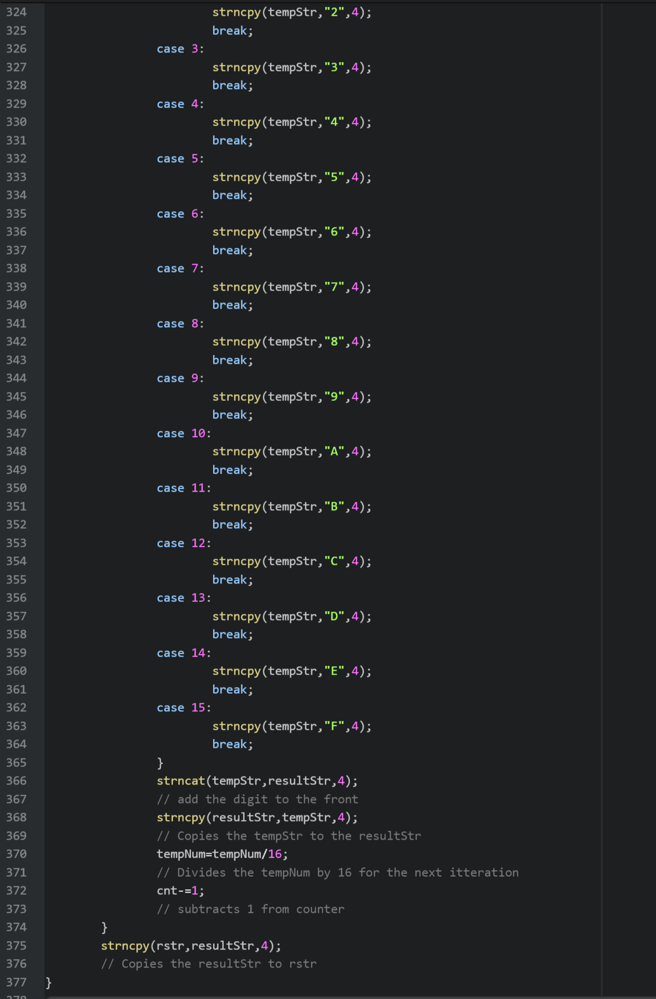 324 strncpy(tempStr,"2",4);
325 break;
326 case 3:
327 strncpy(tempStr,"3",4);
328 break;
329 case 4:
330 strncpy(tempStr,"4",4);
331 break;
332 case 5:
333 strncpy(tempStr,"5",4);
334 break;
335 case 6:
336 strncpy(tempStr,"6",4);
337 break;
338 case 7:
339 strncpy(tempStr,"7",4);
340 break;
341 case 8:
342 strncpy(tempStr,"8",4);
343 break;
344 case 9:
345 strncpy(tempStr,"9",4);
346 break;
347 case 10:
348 strncpy(tempStr,"A",4);
349 break;
350 case 11:
351 strncpy(tempStr,"B",4);
352 break;
353 case 12:
354 strncpy(tempStr,"C",4);
355 break;
356 case 13:
357 strncpy(tempStr,"D",4);
358 break;
359 case 14:
360 strncpy(tempStr,"E",4);
361 break;
362 case 15:
363 strncpy(tempStr,"F",4);
364 break;
365 }
366 strncat(tempStr,resultStr,4);
367 // add the digit to the front
368 strncpy(resultStr,tempStr,4);
369 // Copies the tempStr to the resultStr
370 tempNum=tempNum/16;
371 // Divides the tempNum by 16 for the next itteration
372 cnt-=1;
373 // subtracts 1 from counter
374 }
375 strncpy(rstr,resultStr,4);
376 // Copies the resultStr to rstr
377 }